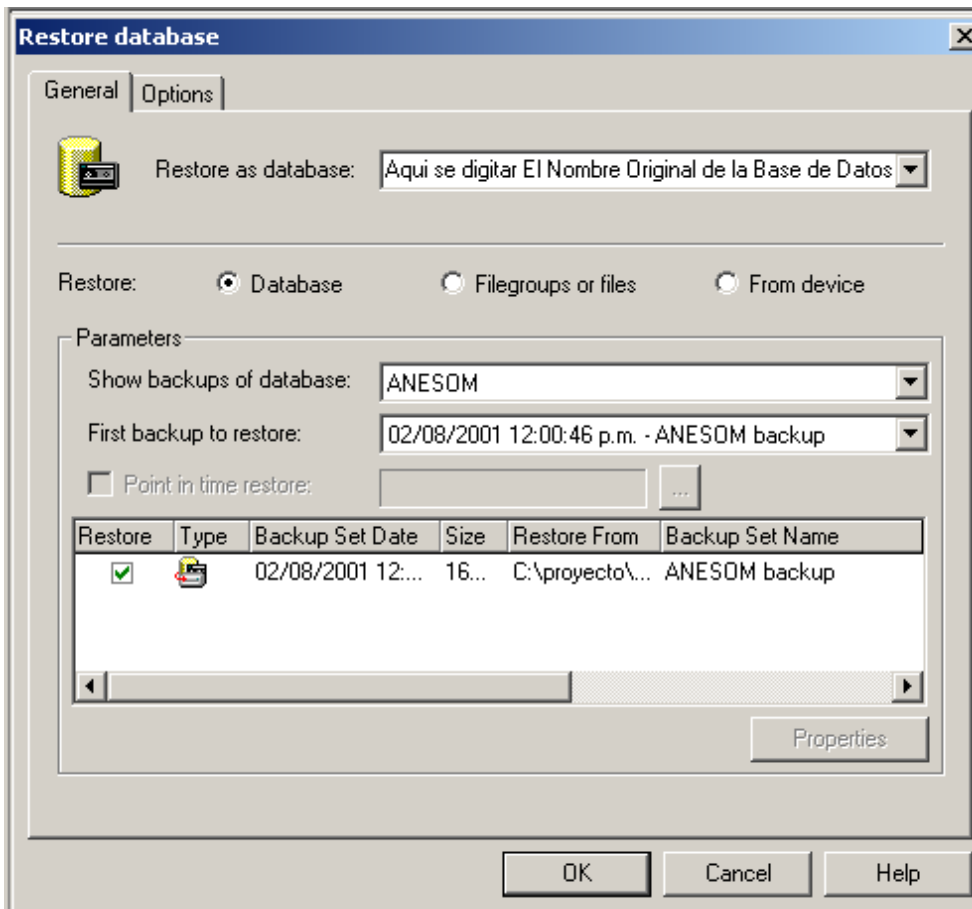 Restore database
General Options
Restore as database: Aqui se digitar El Nombre Original de la Base de Datos
Restore: Database Filegroups or files From device
Parameters
Show backups of database: ANESOM
First backup to restore: 02/08/2001 12:00:46 p.m. - ANESOM backup
Point in time restore: ...
Restore Type Backup Set Date Size Restore From Backup Set Name
02/08/2001 12:... 16... C:\proyecto\... ANESOM backup
Properties
OK Cancel Help